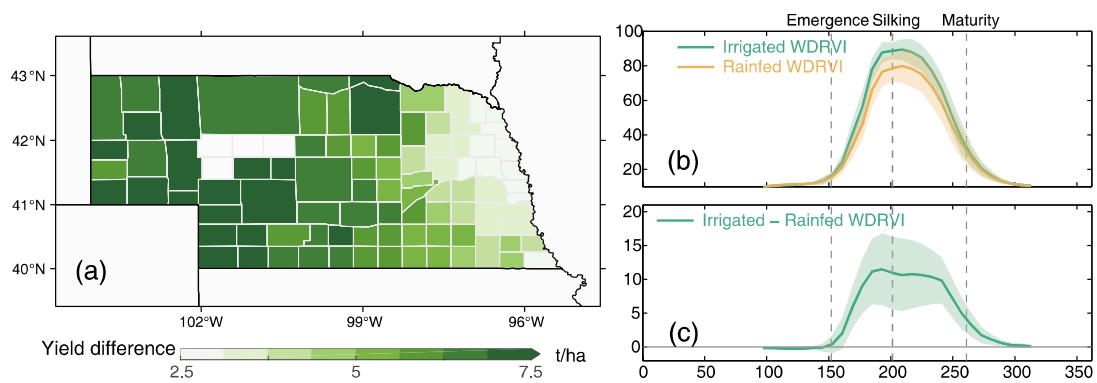 43°N
42°N
41°N
40°N
(a)
102°W 99°W 96°W
Yield difference t/ha
2.5 5 7.5
Emergence Silking Maturity
100
80
60
40
20
Irrigated WDRVI
Rainfed WDRVI
(b)
20
15
10
5
0
Irrigated – Rainfed WDRVI
(c)
0 50 100 150 200 250 300 350